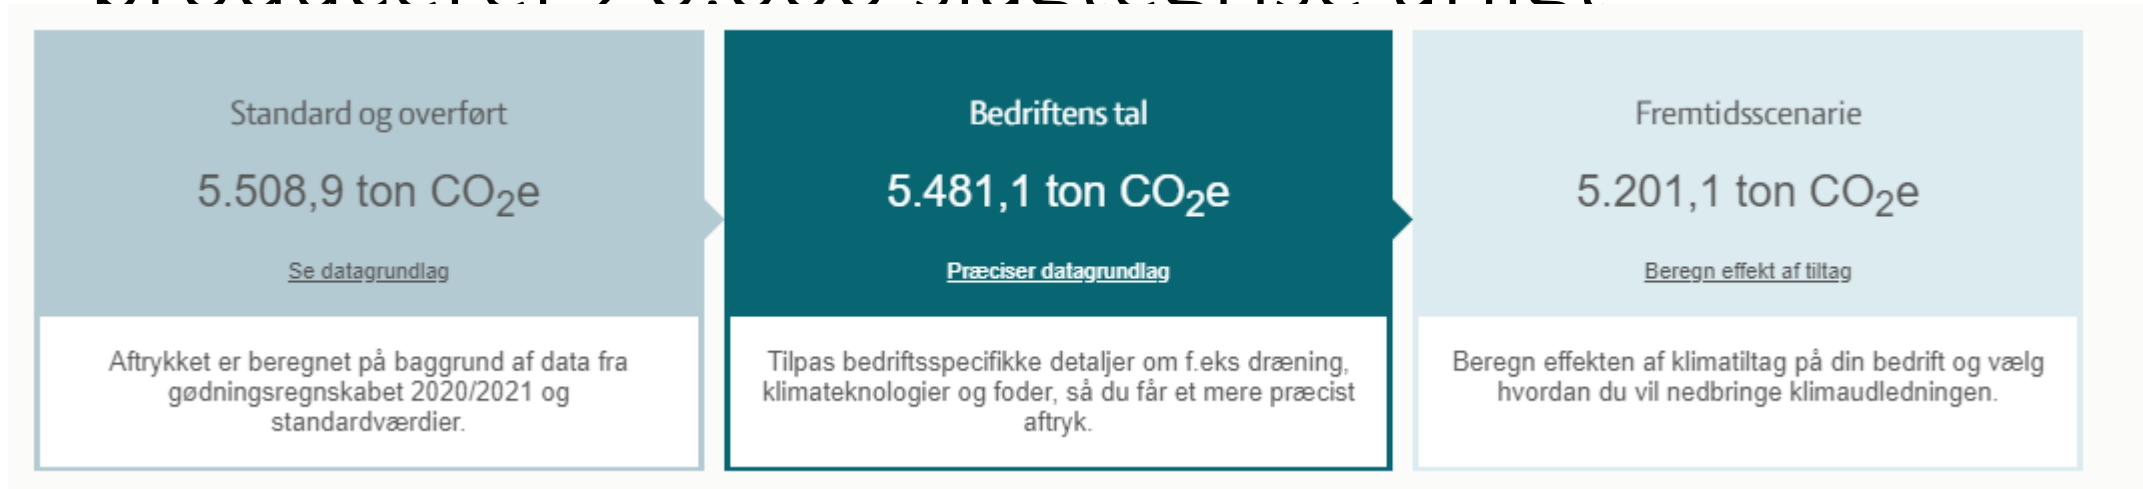 Standard og overført
5.508,9 ton CO₂e
Se datagrundlag
Aftrykket er beregnet på baggrund af data fra
gødningsregnskabet 2020/2021 og
standardværdier.
Bedriftens tal
5.481,1 ton CO₂e
Præciser datagrundlag
Tilpas bedriftsspecifikke detaljer om f.eks dræning,
klimateknologier og foder, så du får et mere præcist
aftryk.
Fremtidsscenarie
5.201,1 ton CO₂e
Beregn effekt af tiltag
Beregn effekten af klimatiltag på din bedrift og vælg
hvordan du vil nedbringe klimaudledningen.